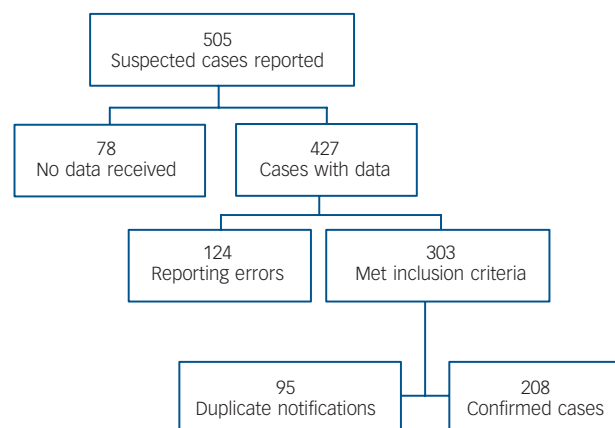 505
Suspected cases reported
78
No data received
427
Cases with data
124
Reporting errors
303
Met inclusion criteria
95
Duplicate notifications
208
Confirmed cases